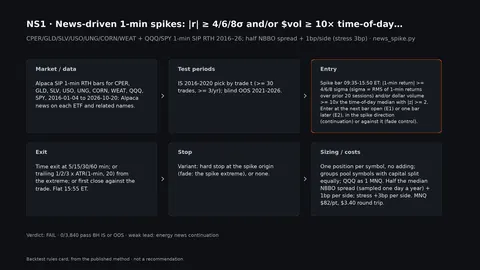 NS1 · News-driven 1-min spikes: |r| ≥ 4/6/8σ and/or $vol ≥ 10× time-of-day…
CPER/GLD/SLV/USO/UNG/CORN/WEAT + QQQ/SPY 1-min SIP RTH 2016–26; half NBBO spread + 1bp/side (stress 3bp) · news_spike.py
Market / data
Alpaca SIP 1-min RTH bars for CPER,
GLD, SLV, USO, UNG, CORN, WEAT, QQQ,
SPY, 2016-01-04 to 2026-10-20; Alpaca
news on each ETF and related names.
Test periods
IS 2016-2020 pick by trade t (>= 30
trades, >= 3/yr); blind OOS 2021-2026.
Entry
Spike bar 09:35-15:50 ET: (1-min return) >=
4/6/8 sigma (sigma = RMS of 1-min returns
over prior 20 sessions) and/or dollar volume
>= 10x the time-of-day median with |z| >= 2.
Enter at the next bar open (E1) or one bar
later (E2), in the spike direction
(continuation) or against it (fade control).
Exit
Time exit at 5/15/30/60 min; or
trailing 1/2/3 x ATR(1-min, 20) from
the extreme; or first close against the
trade. Flat 15:55 ET.
Stop
Variant: hard stop at the spike origin
(fade: the spike extreme), or none.
Sizing / costs
One position per symbol, no adding;
groups pool symbols with capital split
equally; QQQ as 1 MNQ. Half the median
NBBO spread (sampled one day a year) +
1bp per side; stress +3bp per side. MNQ
$82/pt, $3.40 round trip.
Verdict: FAIL · 0/3,840 pass BH IS or OOS · weak lead: energy news continuation
Backtest rules card, from the published method · not a recommendation